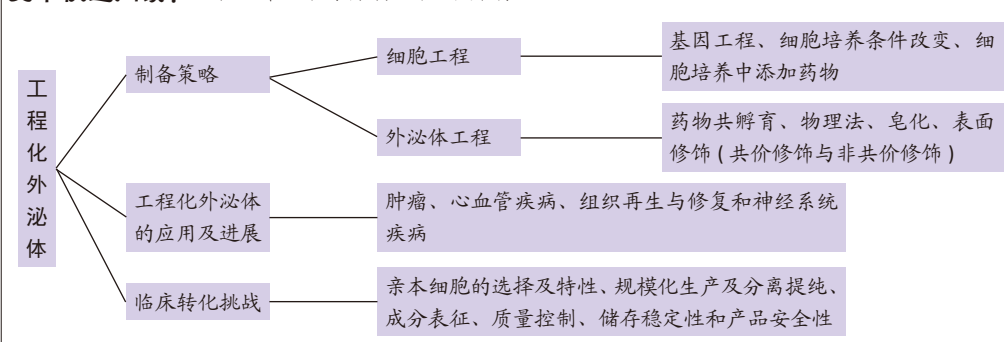 工程化外泌体
制备策略
细胞工程
基因工程、细胞培养条件改变、细
胞培养中添加药物
外泌体工程
药物共孵育、物理法、皂化、表面
修饰(共价修饰与非共价修饰)
工程化外泌体
的应用及进展
肿瘤、心血管疾病、组织再生与修复和神经系统
疾病
临床转化挑战
亲本细胞的选择及特性、规模化生产及分离提纯、
成分表征、质量控制、储存稳定性和产品安全性